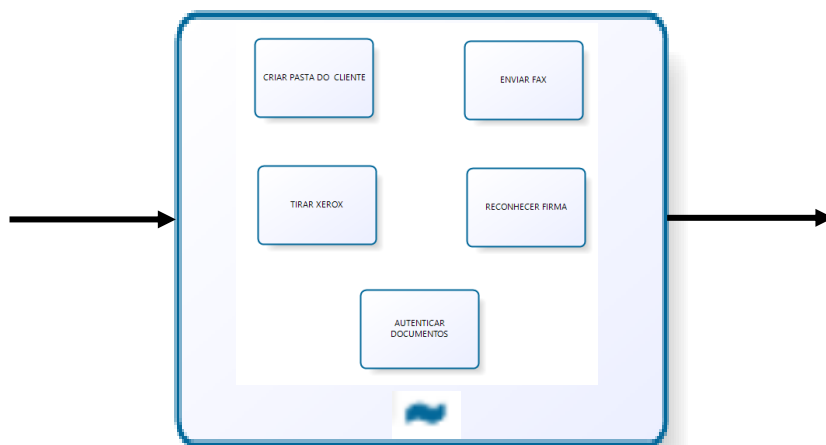 CRIAR PASTA DO CLIENTE
ENVIAR FAX
TIRAR XEROX
RECONHECER FIRMA
AUTENTICAR
DOCUMENTOS